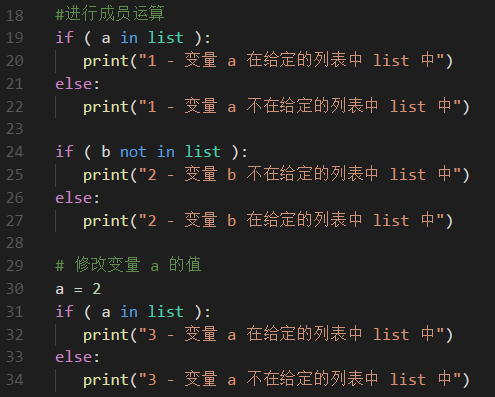 18 #进行成员运算
19 if ( a in list ):
20     print("1 - 变量 a 在给定的列表中 list 中")
21 else:
22     print("1 - 变量 a 不在给定的列表中 list 中")
23
24 if ( b not in list ):
25     print("2 - 变量 b 不在给定的列表中 list 中")
26 else:
27     print("2 - 变量 b 在给定的列表中 list 中")
28
29 # 修改变量 a 的值
30 a = 2
31 if ( a in list ):
32     print("3 - 变量 a 在给定的列表中 list 中")
33 else:
34     print("3 - 变量 a 不在给定的列表中 list 中")